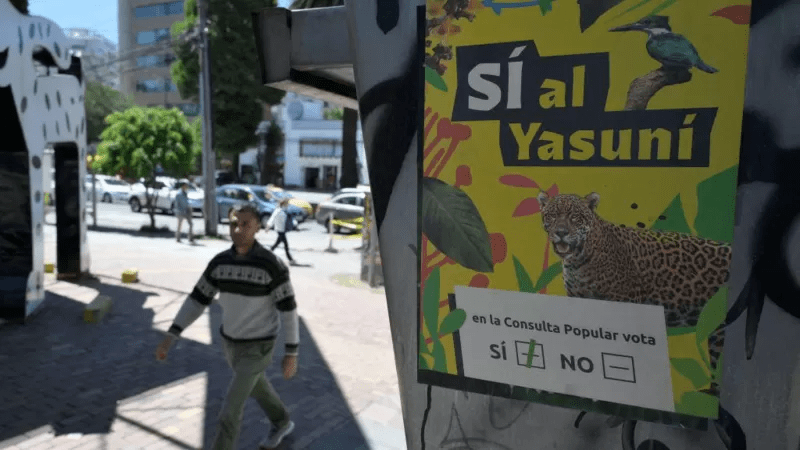 SÍ al
Yasuní
en la Consulta Popular vota
SÍ NO